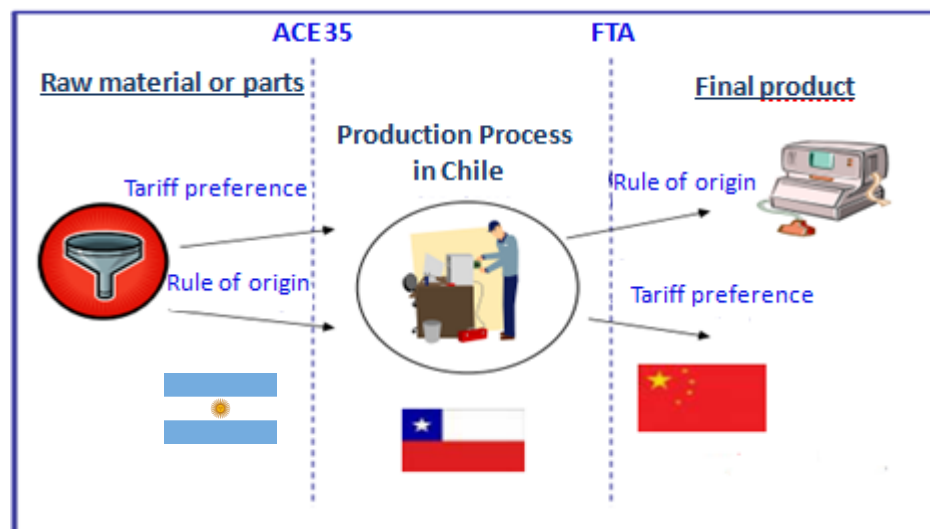 ACE35
FTA
Raw material or parts
Final product
Production Process
in Chile
Tariff preference
Rule of origin
Rule of origin
Tariff preference